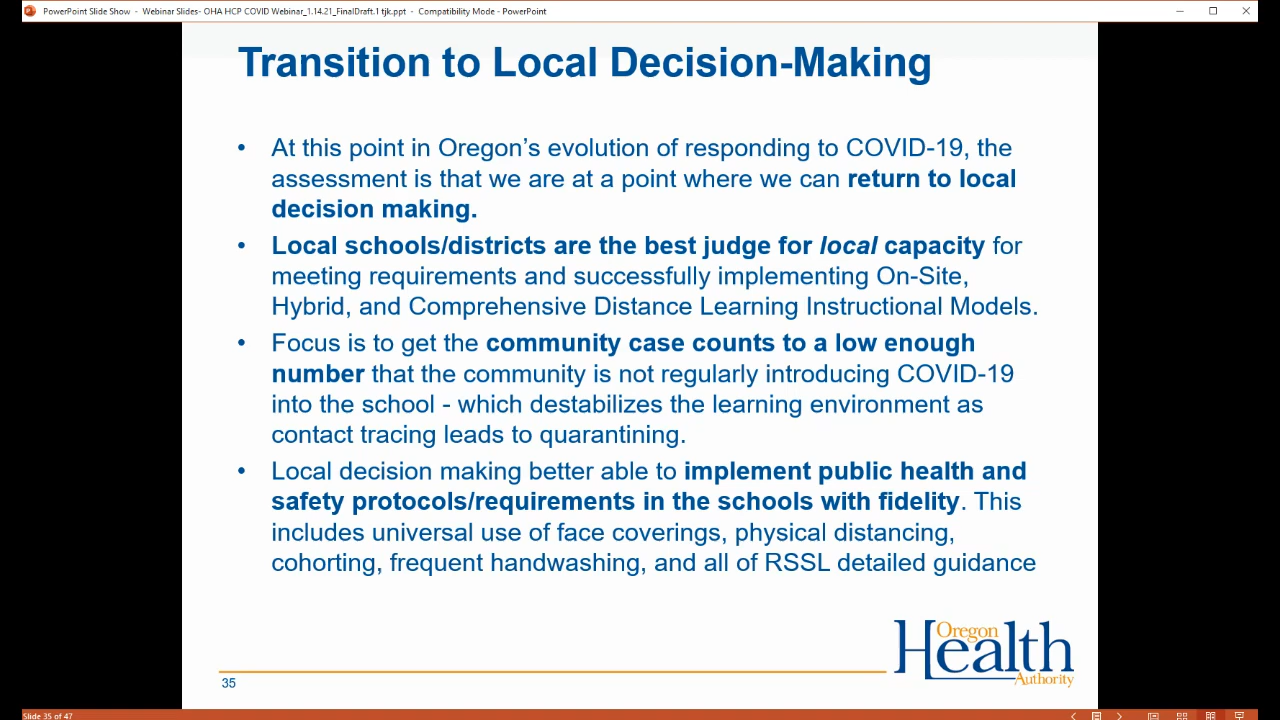 PowerPoint Slide Show - Webinar Slides- OHA HCP COVID Webinar_1.14.21_FinalDraft.1 tjk.ppt - Compatibility Mode - PowerPoint
Transition to Local Decision-Making
• At this point in Oregon’s evolution of responding to COVID-19, the
assessment is that we are at a point where we can return to local
decision making.
• Local schools/districts are the best judge for local capacity for
meeting requirements and successfully implementing On-Site,
Hybrid, and Comprehensive Distance Learning Instructional Models.
• Focus is to get the community case counts to a low enough
number that the community is not regularly introducing COVID-19
into the school - which destabilizes the learning environment as
contact tracing leads to quarantining.
• Local decision making better able to implement public health and
safety protocols/requirements in the schools with fidelity. This
includes universal use of face coverings, physical distancing,
cohorting, frequent handwashing, and all of RSSL detailed guidance
Oregon
Health
Authority
35
Slide 35 of 47